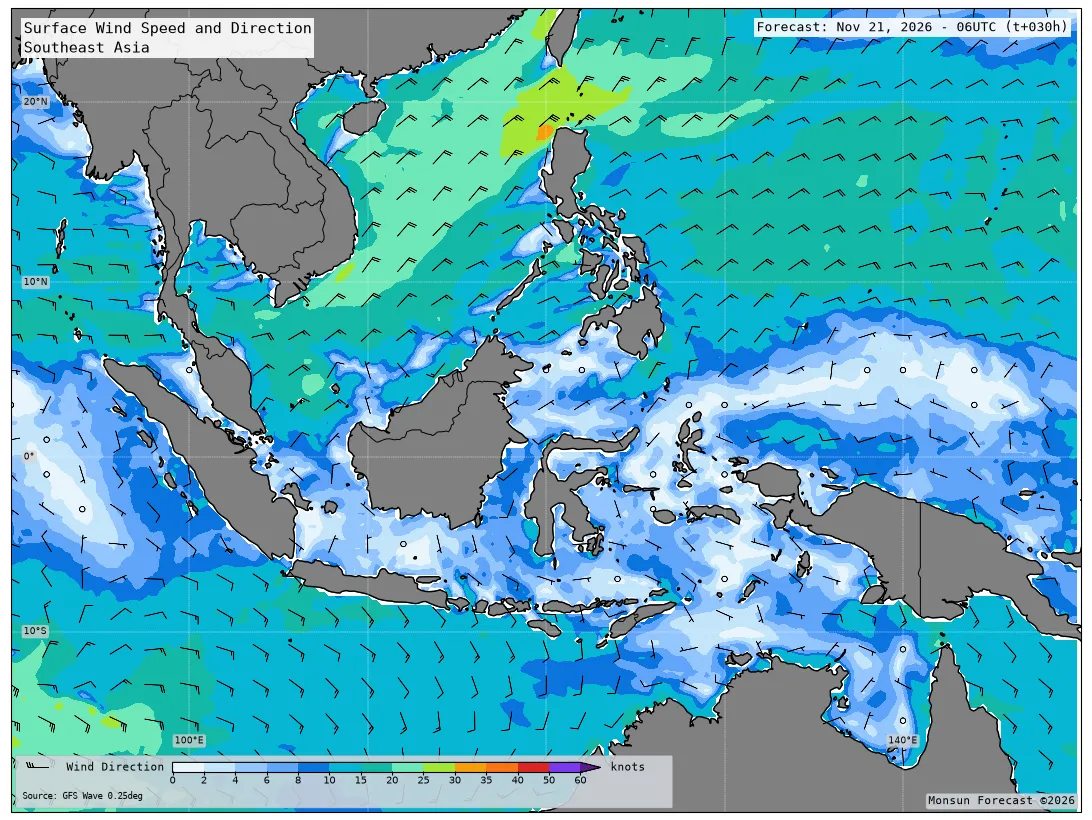 Surface Wind Speed and Direction
Southeast Asia
Forecast: Nov 21, 2026 - 06UTC (t+030h)
20°N
10°N
0°
10°S
100°E
140°E
Wind Direction
0 2 4 6 8 10 15 20 25 30 35 40 50 60
knots
Source: GFS Wave 0.25deg
Monsun Forecast ©2026